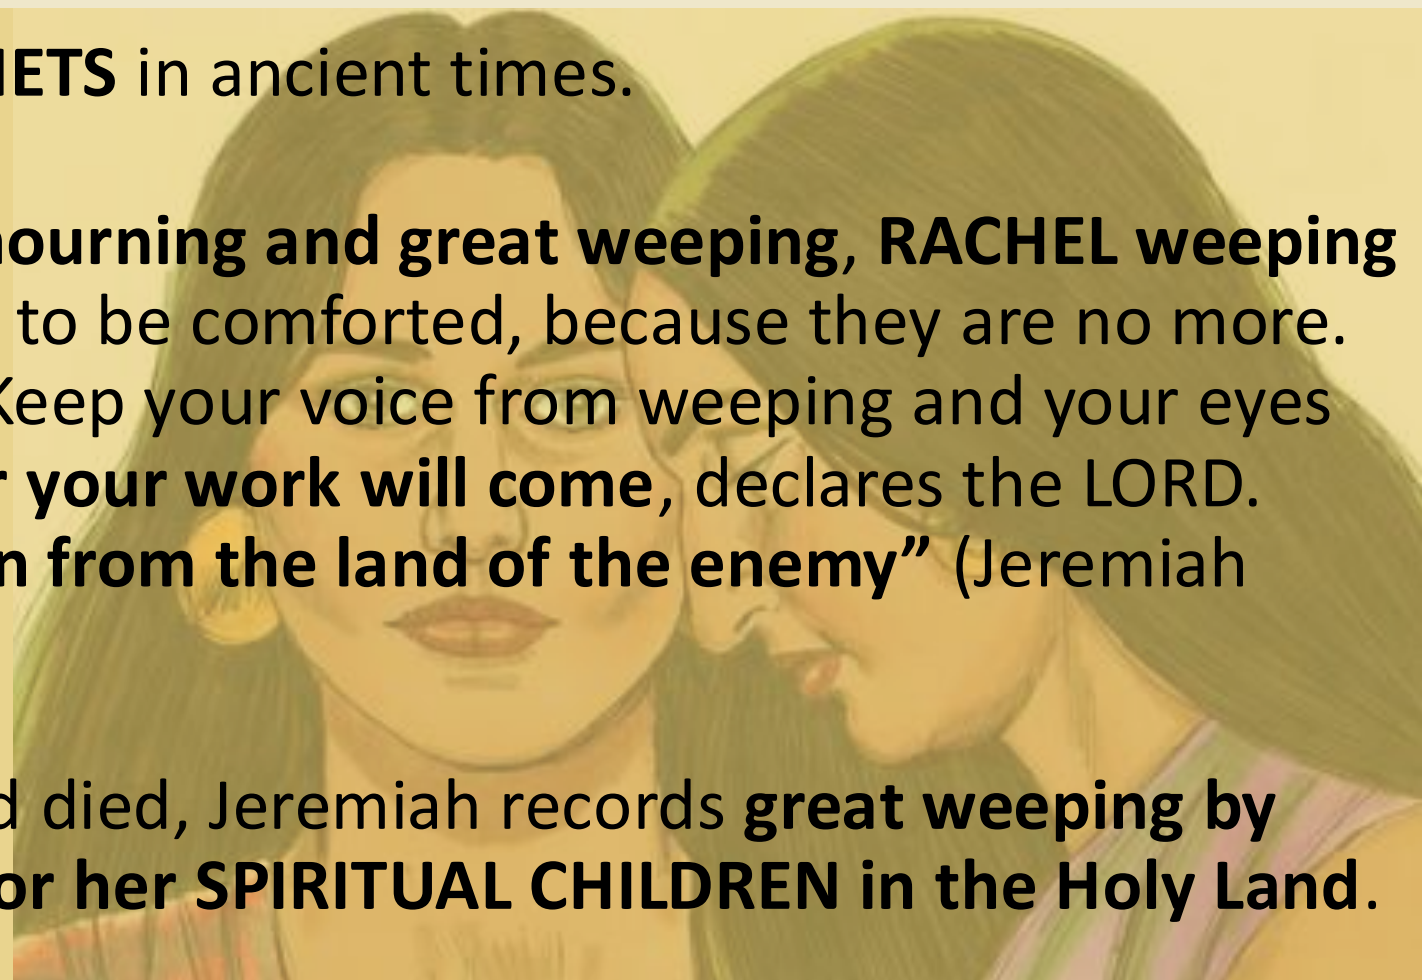 IETS in ancient times.
ourning and great weeping, RACHEL weeping
to be comforted, because they are no more.
Keep your voice from weeping and your eyes
r your work will come, declares the LORD.
n from the land of the enemy” (Jeremiah
d died, Jeremiah records great weeping by
or her SPIRITUAL CHILDREN in the Holy Land.